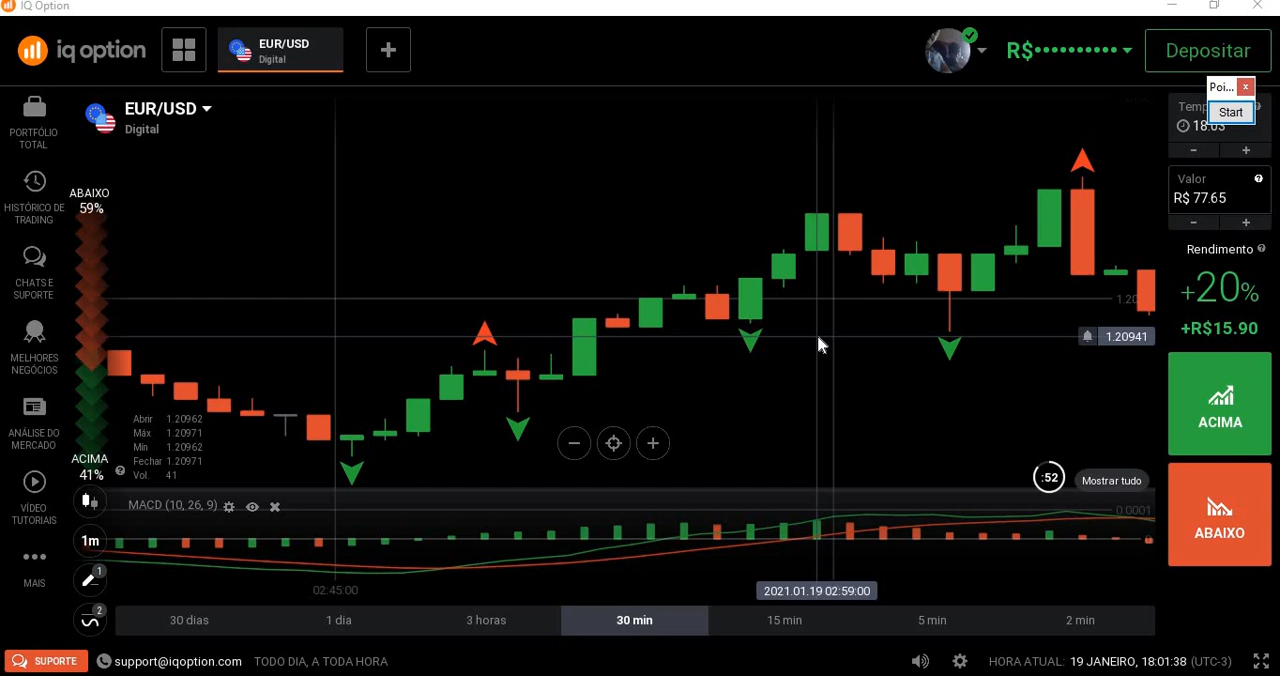 IQ Option
iq option
EUR/USD
Digital
R$••••••••••
Depositar
Poi...
x
Start
PORTFÓLIO
TOTAL
HISTÓRICO DE
TRADING
CHATS E
SUPORTE
MELHORES
NEGÓCIOS
ANÁLISE DO
MERCADO
VÍDEO
TUTORIAIS
MAIS
EUR/USD
Digital
ABAIXO
59%
ACIMA
41%
Abrir 1.20962
Máx 1.20971
Mín 1.20962
Fechar 1.20971
Vol. 41
1.20941
:52
Mostrar tudo
MACD (10, 26, 9)
0.0001
0
1m
1
2
02:45:00
2021.01.19 02:59:00
30 dias
1 dia
3 horas
30 min
15 min
5 min
2 min
18:03
- +
Valor
R$ 77.65
- +
Rendimento
+20%
+R$15.90
ACIMA
ABAIXO
SUPORTE
support@iqoption.com
TODO DIA, A TODA HORA
HORA ATUAL: 19 JANEIRO, 18:01:38 (UTC-3)